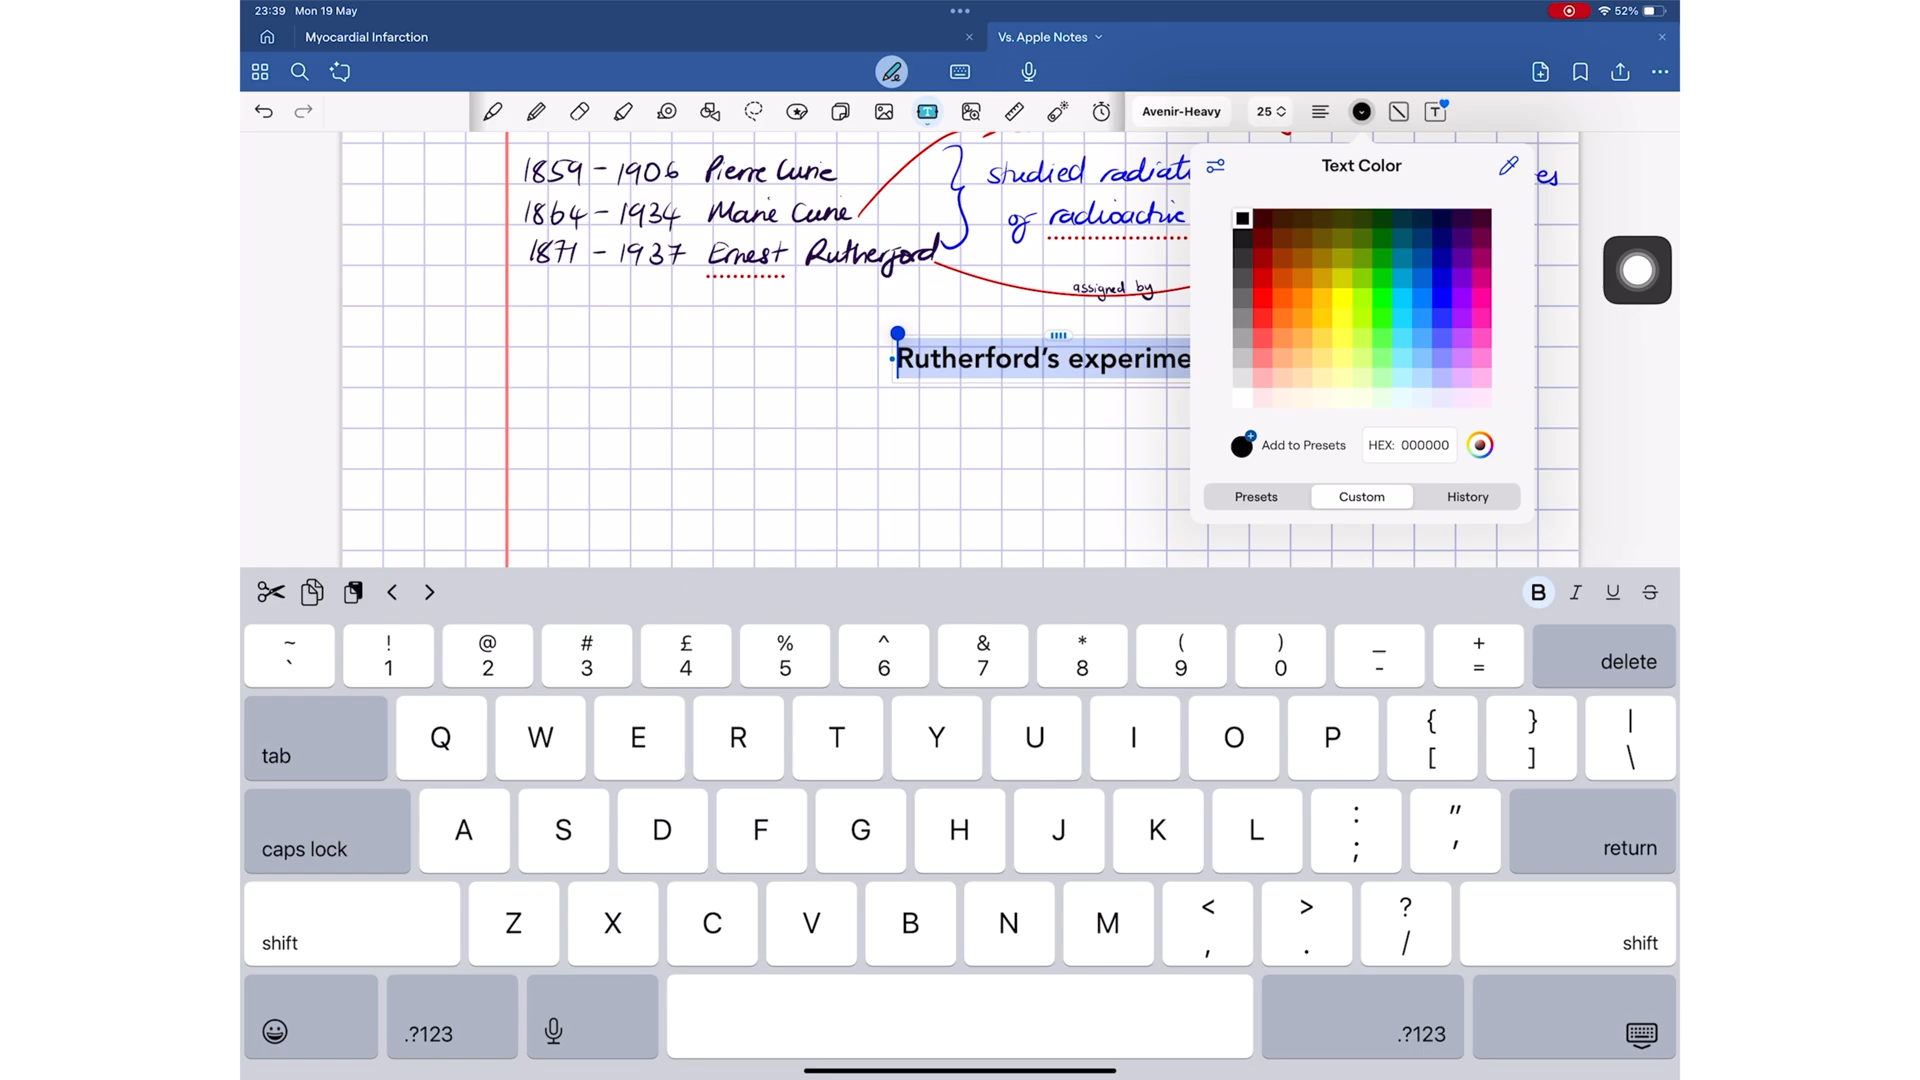 23:39 Mon 19 May
52%
Myocardial Infarction
Vs. Apple Notes
Avenir-Heavy
25
1859 - 1906 Pierre Curie
1864 - 1934 Marie Curie
1871 - 1937 Ernest Rutherford
studied radiati
es
of radioactive
assigned by
Rutherford's experime
Text Color
Add to Presets
HEX: 000000
Presets
Custom
History
B I U S
~ ! @ # £ % ^ & * ( ) _ +
` 1 2 3 4 5 6 7 8 9 0 - = delete
tab Q W E R T Y U I O P { } |
[ ] \
caps lock A S D F G H J K L : " return
; '
shift Z X C V B N M < > ? shift
, . /
.?123 .?123